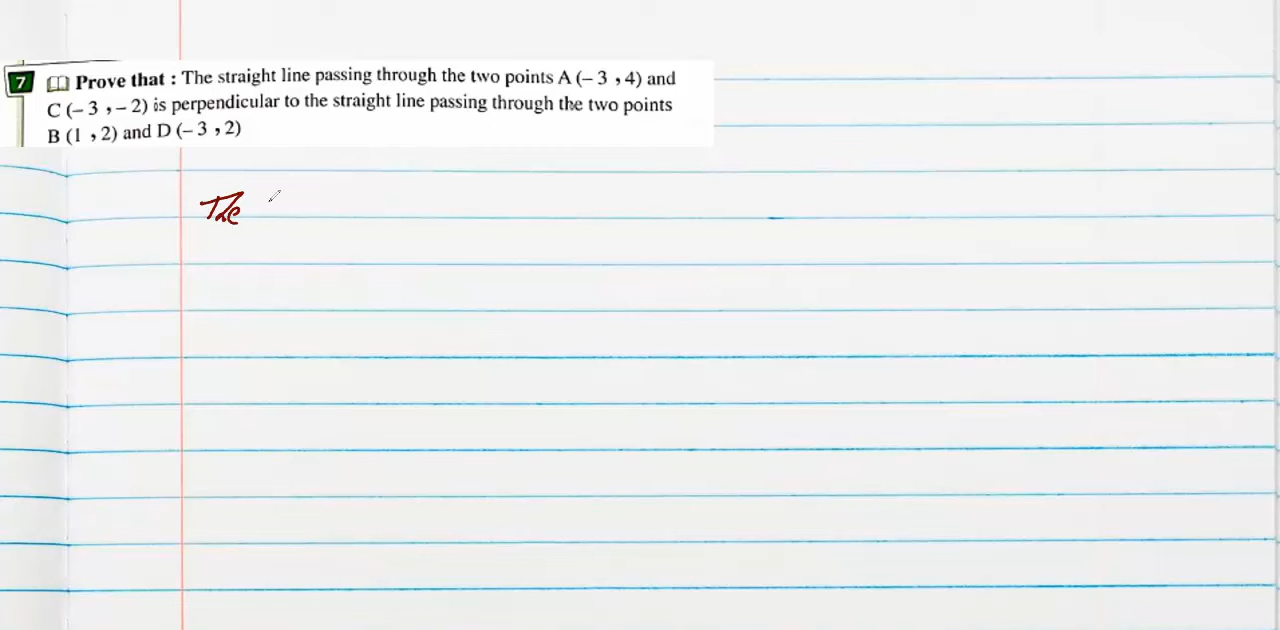 7 Prove that : The straight line passing through the two points A (– 3 , 4) and
C (– 3 , – 2) is perpendicular to the straight line passing through the two points
B (1 , 2) and D (– 3 , 2)
The